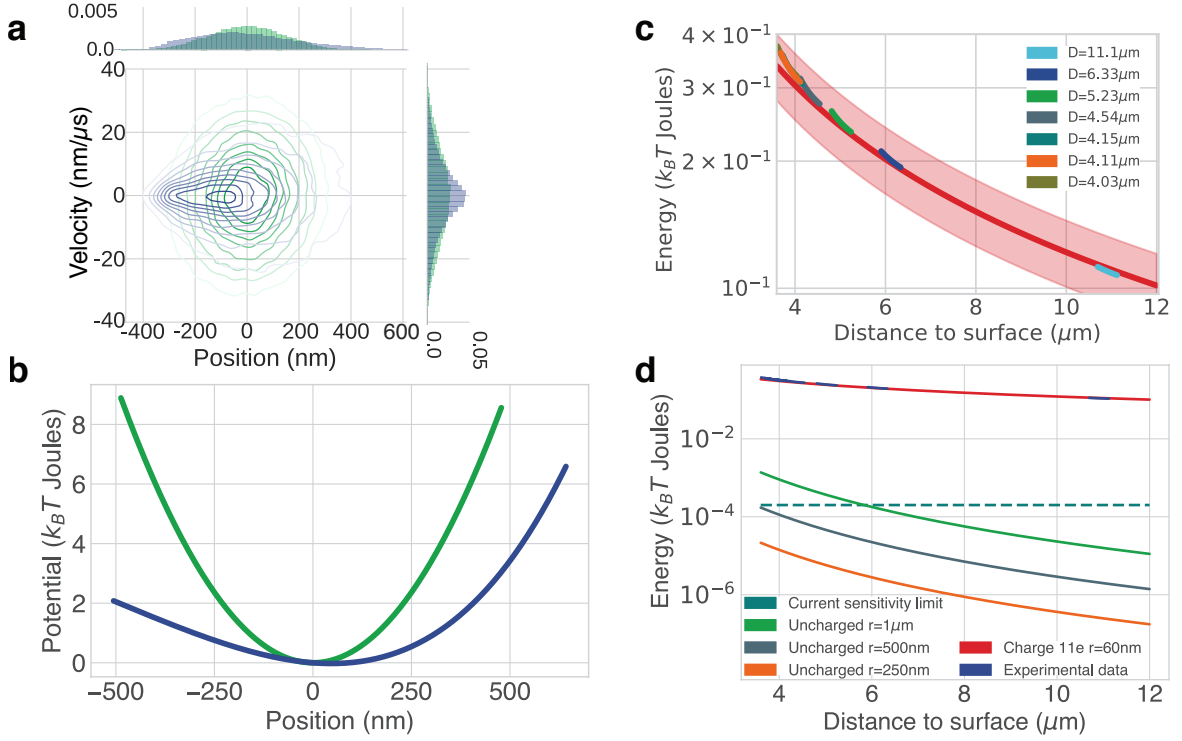 a
0.005
0.0
40
20
0
-20
-40
Velocity (nm/µs)
-400 -200 0 200 400 600
Position (nm)
0.0
0.05
b
8
6
4
2
0
Potential (k_BT Joules)
−500 −250 0 250 500
Position (nm)
c
4 × 10⁻¹
3 × 10⁻¹
2 × 10⁻¹
10⁻¹
Energy (k_BT Joules)
D=11.1µm
D=6.33µm
D=5.23µm
D=4.54µm
D=4.15µm
D=4.11µm
D=4.03µm
4 6 8 10 12
Distance to surface (µm)
d
10⁻²
10⁻⁴
10⁻⁶
Energy (k_BT Joules)
Current sensitivity limit
Uncharged r=1µm
Uncharged r=500nm
Uncharged r=250nm
Charge 11e r=60nm
Experimental data
4 6 8 10 12
Distance to surface (µm)